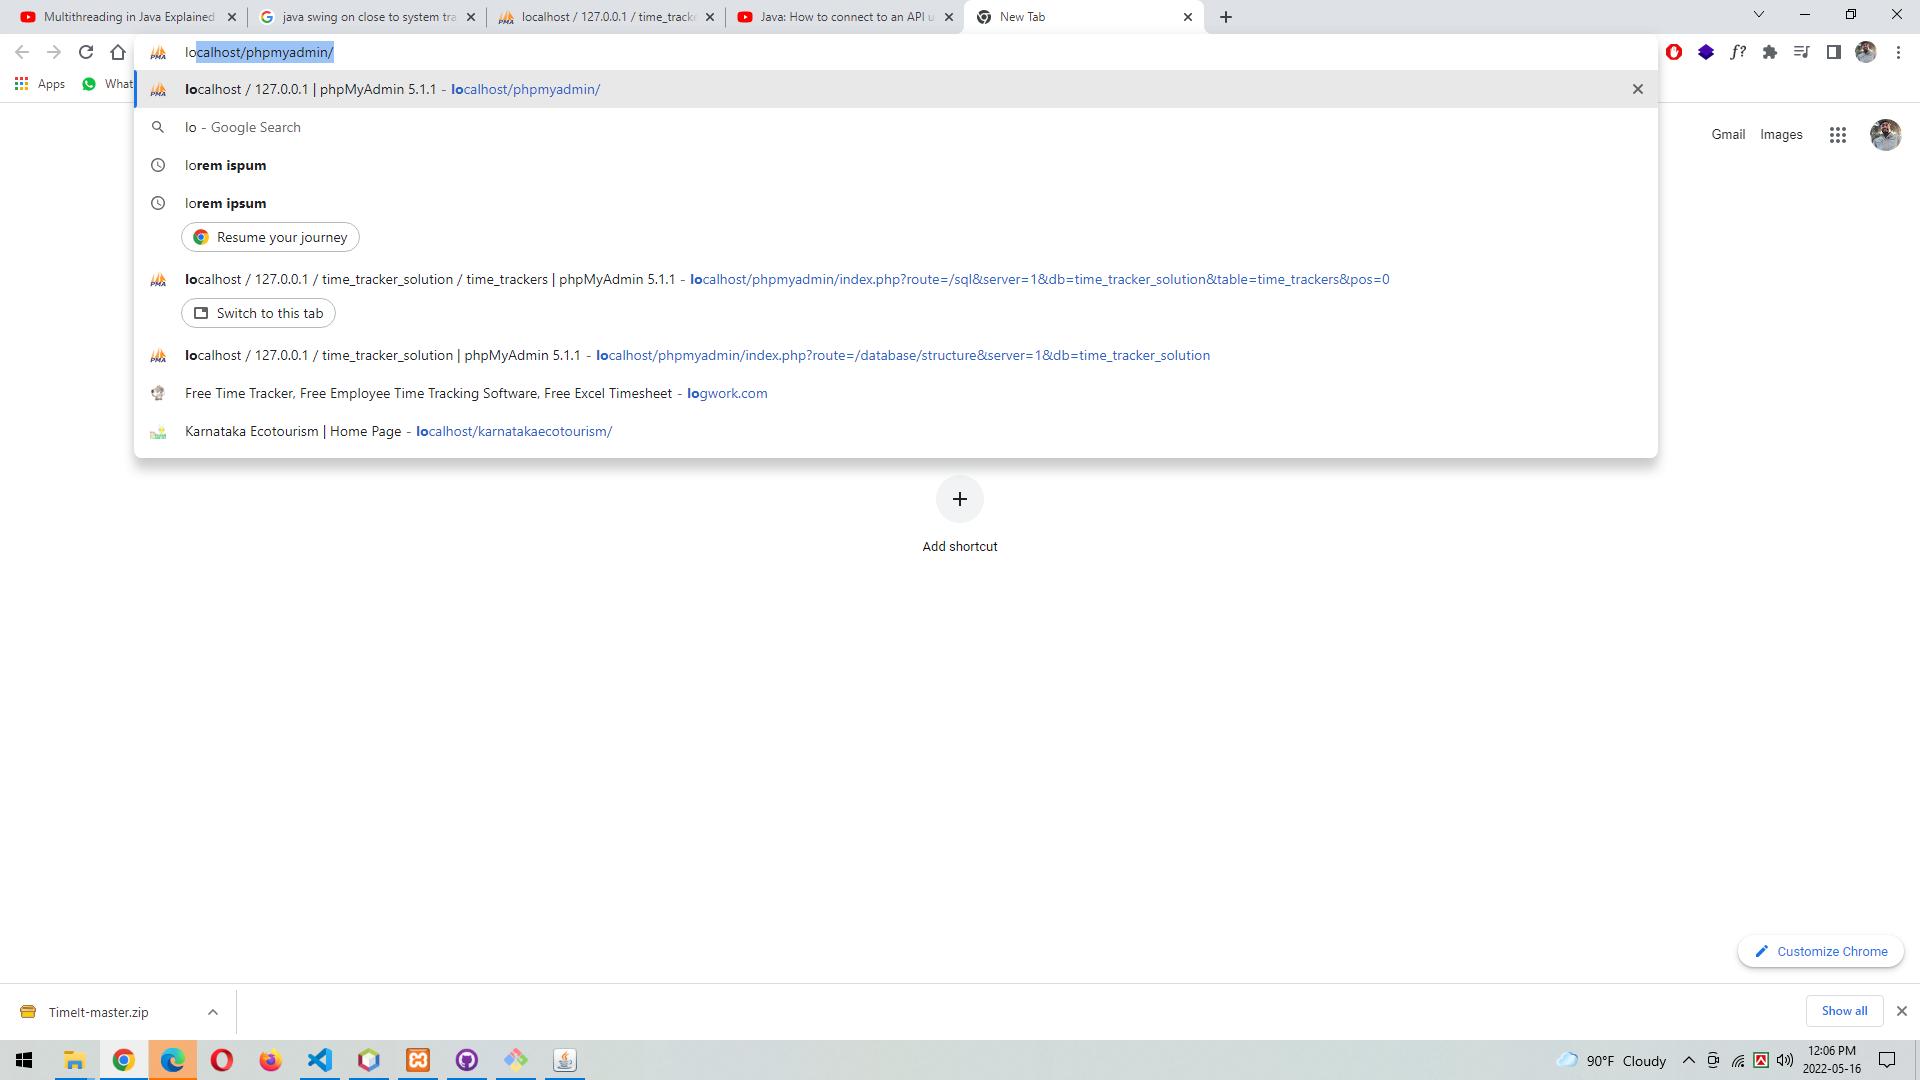 Multithreading in Java Explained
java swing on close to system tra
localhost / 127.0.0.1 / time_tracke
Java: How to connect to an API u
New Tab
localhost/phpmyadmin/
Apps
What
localhost / 127.0.0.1 | phpMyAdmin 5.1.1 - localhost/phpmyadmin/
lo - Google Search
lorem ispum
lorem ipsum
Resume your journey
localhost / 127.0.0.1 / time_tracker_solution / time_trackers | phpMyAdmin 5.1.1 - localhost/phpmyadmin/index.php?route=/sql&server=1&db=time_tracker_solution&table=time_trackers&pos=0
Switch to this tab
localhost / 127.0.0.1 / time_tracker_solution | phpMyAdmin 5.1.1 - localhost/phpmyadmin/index.php?route=/database/structure&server=1&db=time_tracker_solution
Free Time Tracker, Free Employee Time Tracking Software, Free Excel Timesheet - logwork.com
Karnataka Ecotourism | Home Page - localhost/karnatakaecotourism/
Gmail
Images
Add shortcut
Customize Chrome
TimeIt-master.zip
Show all
90°F Cloudy
12:06 PM
2022-05-16